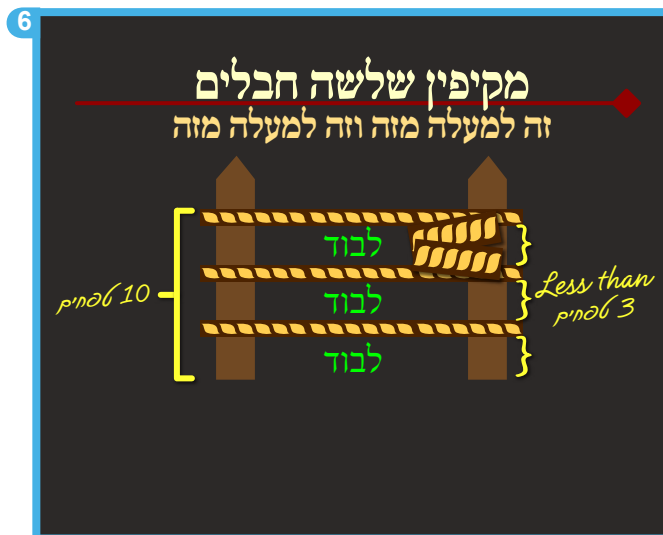 6
מקיפין שלשה חבלים
זה למעלה מזה וזה למעלה מזה
לבוד
לבוד
לבוד
10 טפחים
Less than
3 טפחים